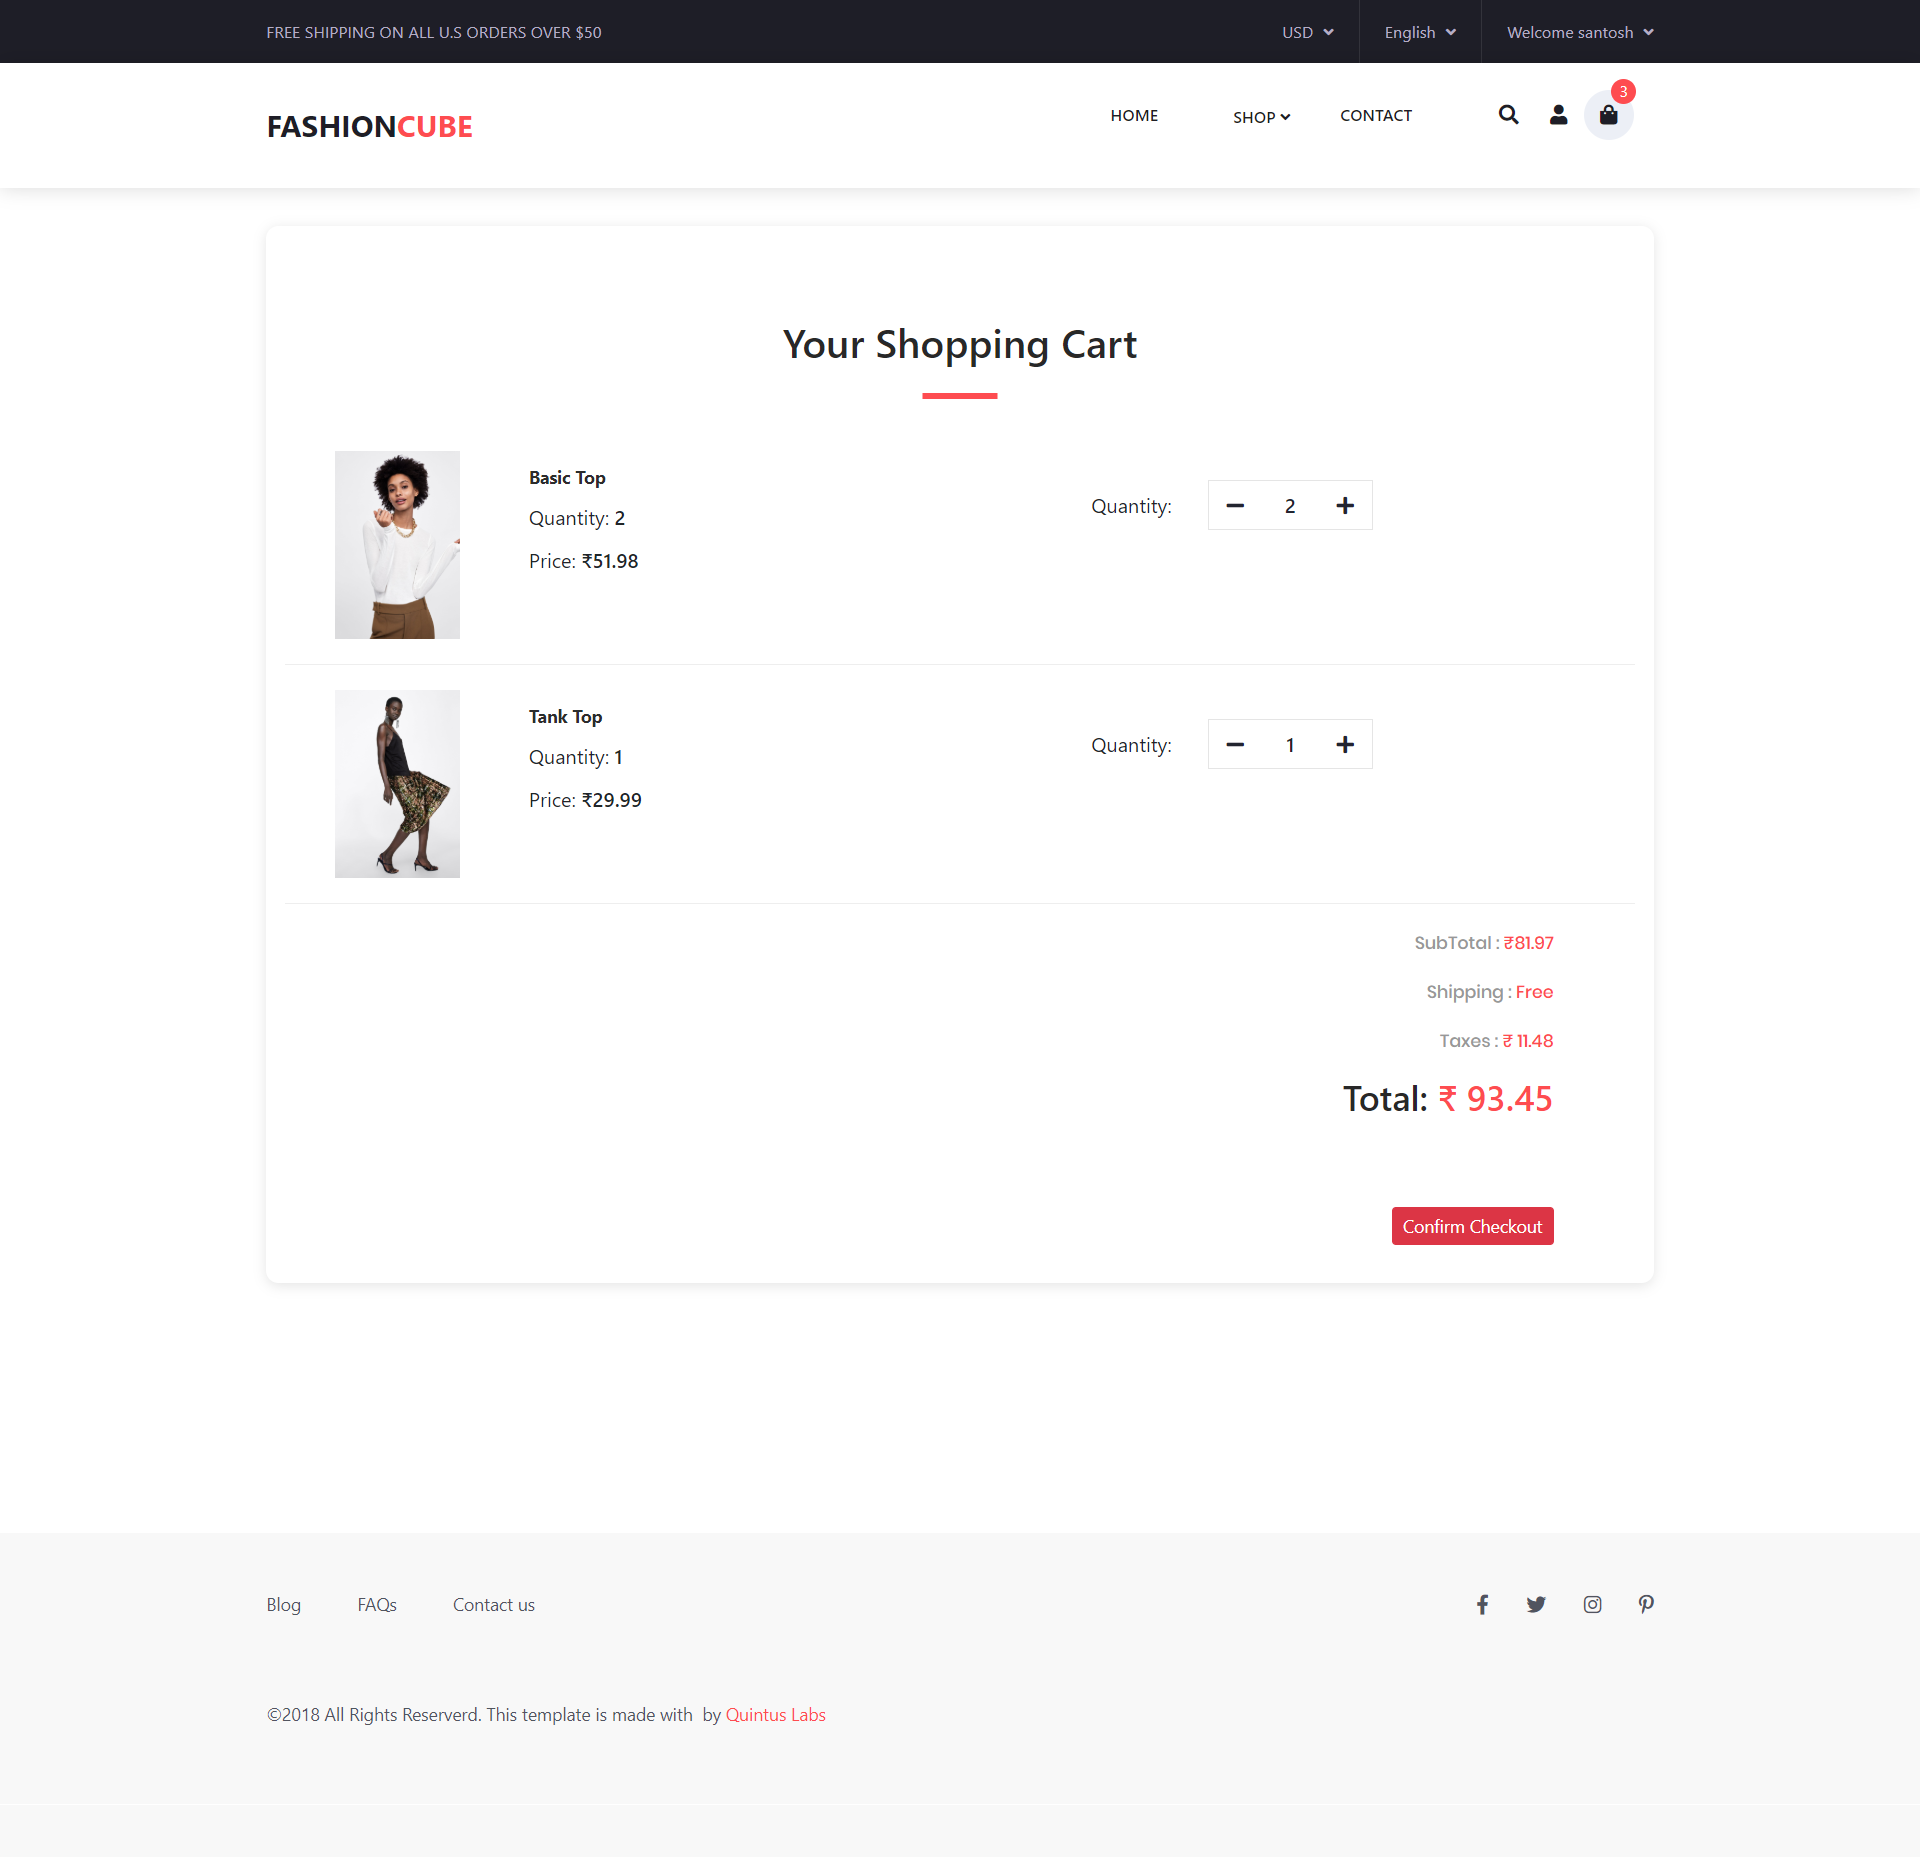 FREE SHIPPING ON ALL U.S ORDERS OVER $50
USD
English
Welcome santosh
FASHIONCUBE
HOME
SHOP
CONTACT
3
Your Shopping Cart
Basic Top
Quantity: 2
Price: ₹51.98
Quantity:
2
Tank Top
Quantity: 1
Price: ₹29.99
Quantity:
1
SubTotal : ₹81.97
Shipping : Free
Taxes : ₹ 11.48
Total: ₹ 93.45
Confirm Checkout
Blog
FAQs
Contact us
©2018 All Rights Reserverd. This template is made with by Quintus Labs